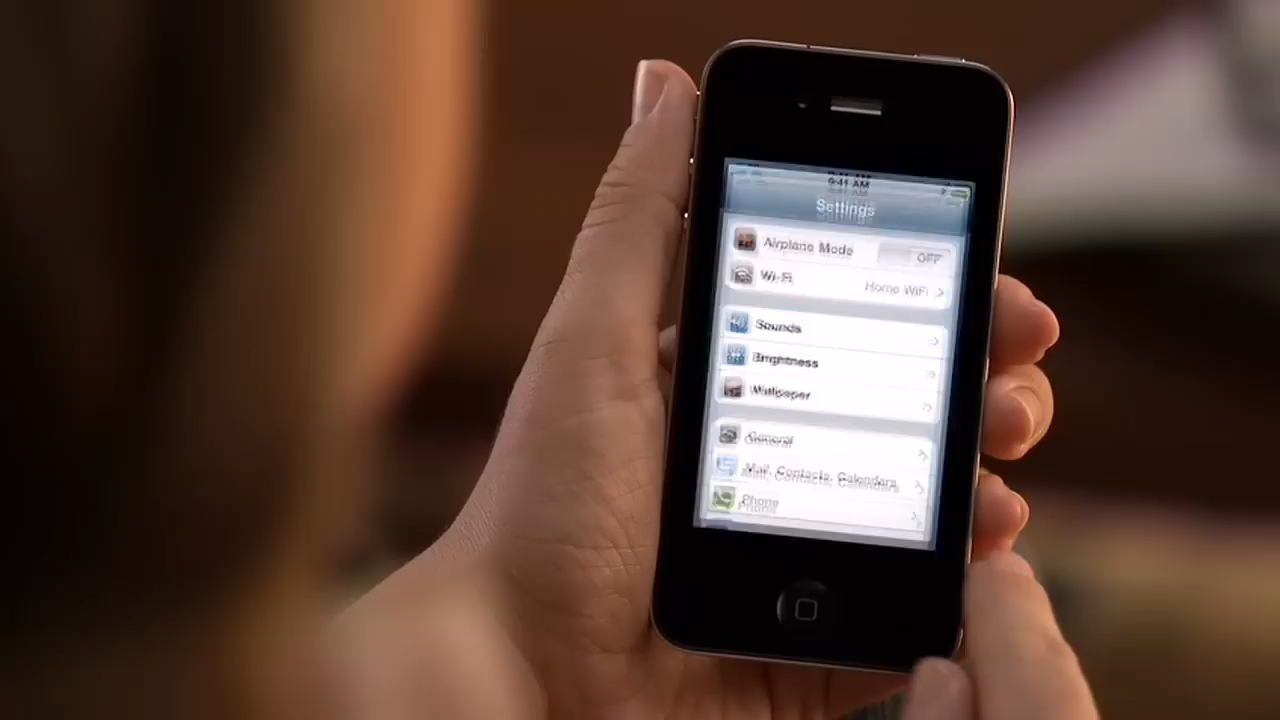 9:41 AM
Settings
Airplane Mode OFF
Wi-Fi Home WiFi
Sounds
Brightness
Wallpaper
General
Mail, Contacts, Calendars
Phone